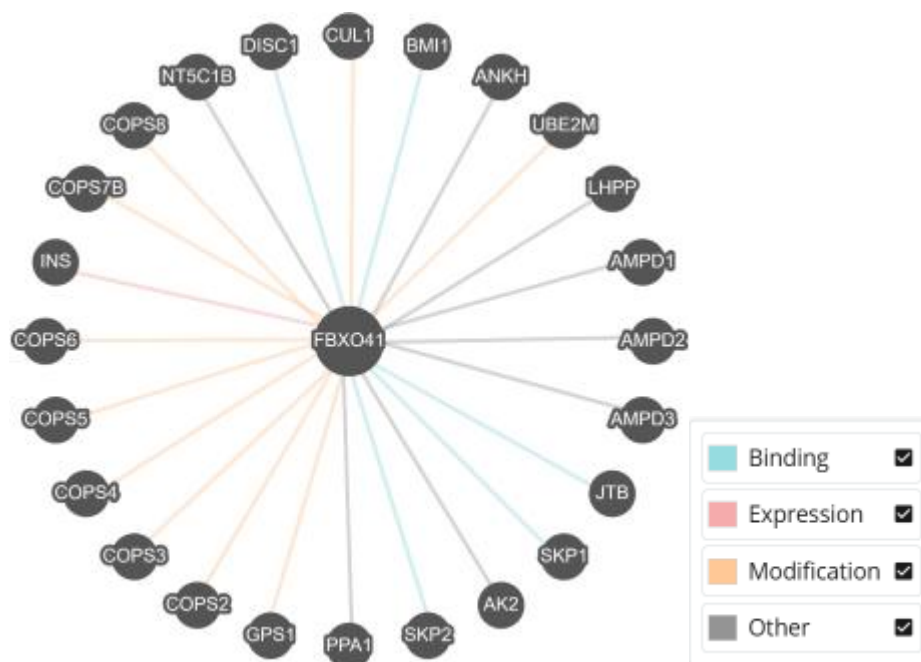 CUL1
DISC1
BMI1
NT5C1B
ANKH
COPS8
UBE2M
COPS7B
LHPP
INS
AMPD1
COPS6
FBXO41
AMPD2
COPS5
AMPD3
COPS4
JTB
COPS3
SKP1
COPS2
AK2
GPS1
SKP2
PPA1
Binding
Expression
Modification
Other